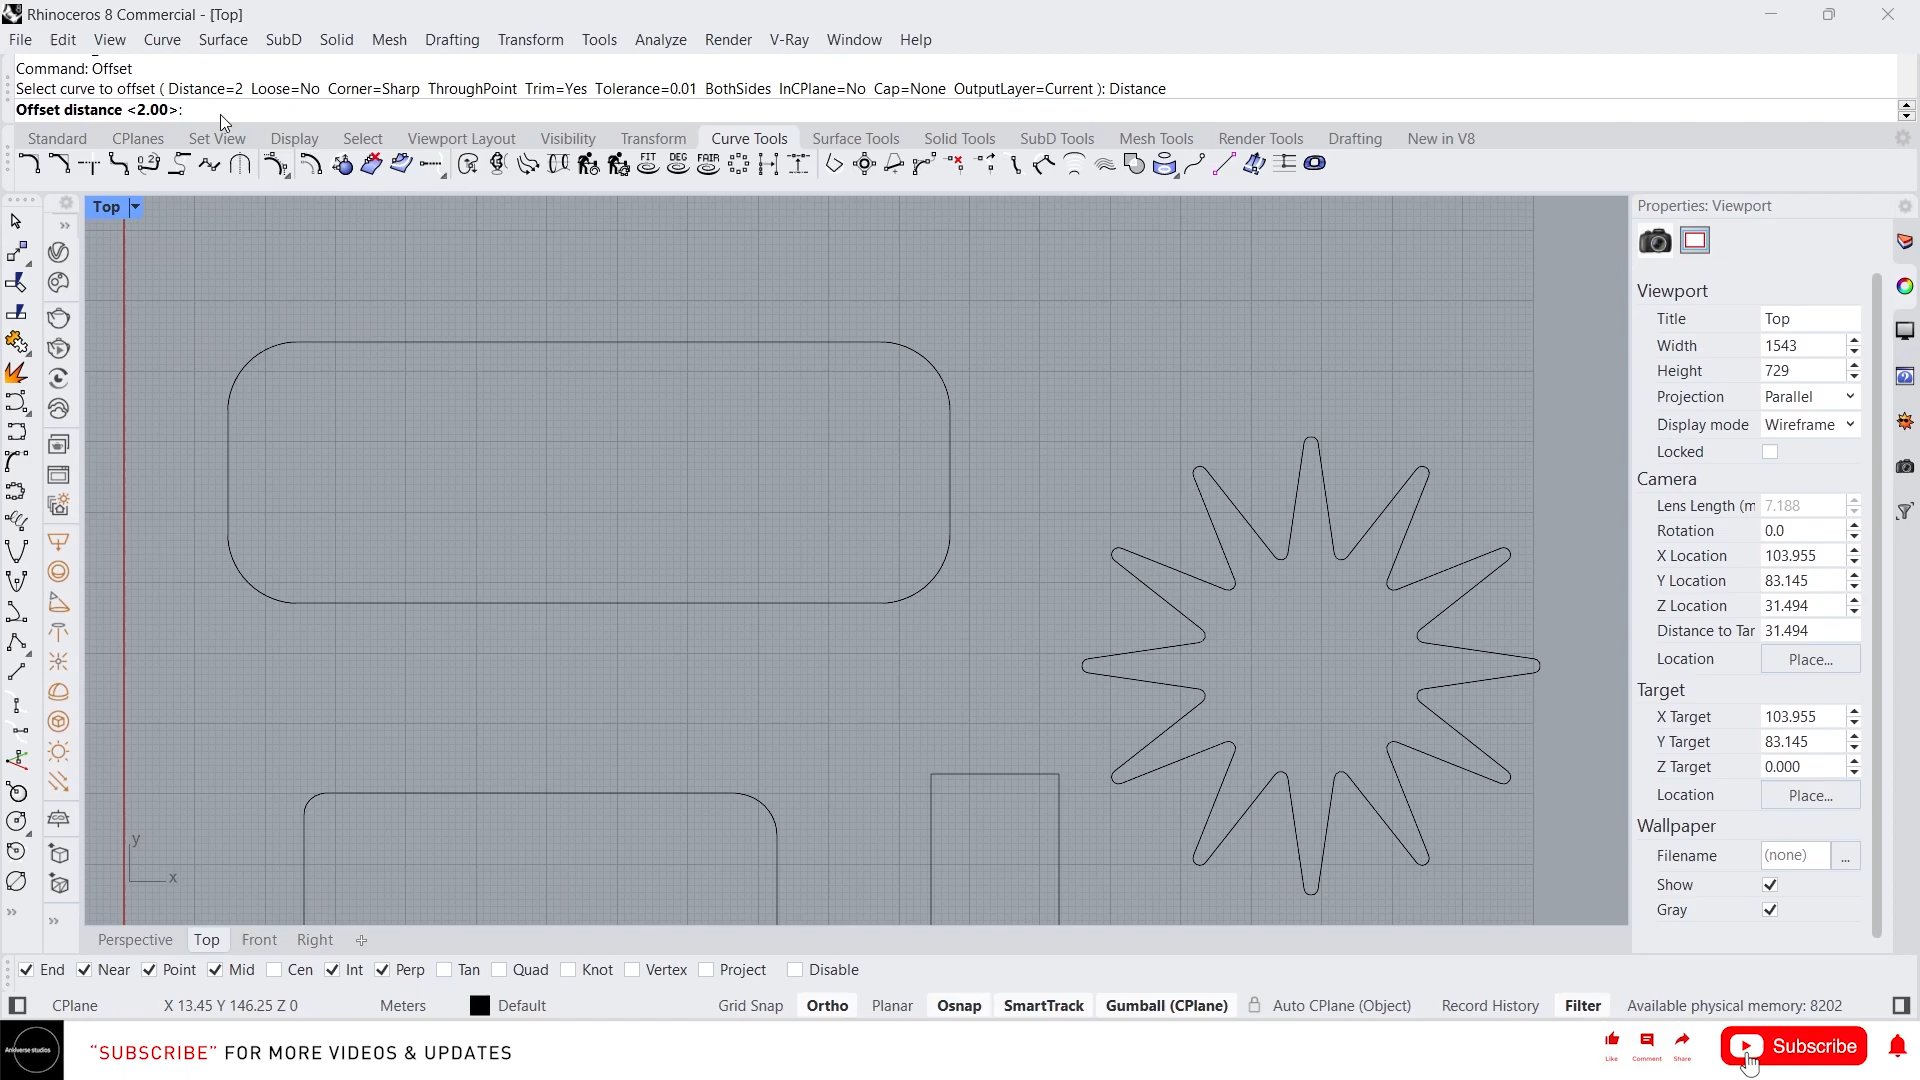 Rhinoceros 8 Commercial - [Top]
File Edit View Curve Surface SubD Solid Mesh Drafting Transform Tools Analyze Render V-Ray Window Help
Command: Offset
Select curve to offset ( Distance=2 Loose=No Corner=Sharp ThroughPoint Trim=Yes Tolerance=0.01 BothSides InCPlane=No Cap=None OutputLayer=Current ): Distance
Offset distance <2.00>:
Standard CPlanes Set View Display Select Viewport Layout Visibility Transform Curve Tools Surface Tools Solid Tools SubD Tools Mesh Tools Render Tools Drafting New in V8
FIT DEG FAIR
Top
Properties: Viewport
Viewport
Title Top
Width 1543
Height 729
Projection Parallel
Display mode Wireframe
Locked
Camera
Lens Length (m 7.188
Rotation 0.0
X Location 103.955
Y Location 83.145
Z Location 31.494
Distance to Tar 31.494
Location Place...
Target
X Target 103.955
Y Target 83.145
Z Target 0.000
Location Place...
Wallpaper
Filename (none) ...
Show
Gray
y
x
Perspective Top Front Right
End Near Point Mid Cen Int Perp Tan Quad Knot Vertex Project Disable
CPlane X 13.45 Y 146.25 Z 0 Meters Default Grid Snap Ortho Planar Osnap SmartTrack Gumball (CPlane) Auto CPlane (Object) Record History Filter Available physical memory: 8202
"SUBSCRIBE" FOR MORE VIDEOS & UPDATES
Like Comment Share
Subscribe